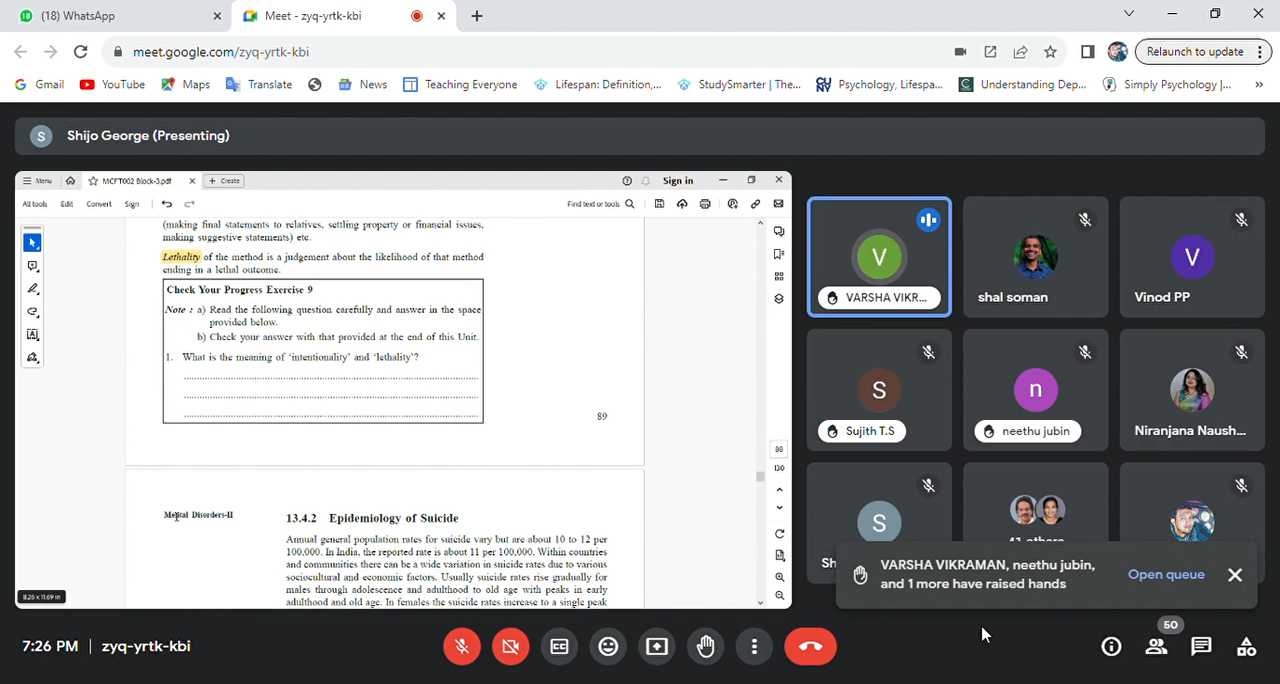 (18) WhatsApp
Meet - zyq-yrtk-kbi
meet.google.com/zyq-yrtk-kbi
Relaunch to update
Gmail
YouTube
Maps
Translate
News
Teaching Everyone
Lifespan: Definition,...
StudySmarter | The...
Psychology, Lifespa...
Understanding Dep...
Simply Psychology |...
»
S
Shijo George (Presenting)
Menu
MCFT002 Block-3.pdf
+ Create
Sign in
All tools
Edit
Convert
Sign
Find text or tools
(making final statements to relatives, settling property or financial issues,
making suggestive statements) etc.
Lethality of the method is a judgement about the likelihood of that method
ending in a lethal outcome.
Check Your Progress Exercise 9
Note : a) Read the following question carefully and answer in the space
provided below.
b) Check your answer with that provided at the end of this Unit.
1. What is the meaning of 'intentionality' and 'lethality'?
89
88
130
Mental Disorders-II
13.4.2 Epidemiology of Suicide
Annual general population rates for suicide vary but are about 10 to 12 per
100,000. In India, the reported rate is about 11 per 100,000. Within countries
and communities there can be a wide variation in suicide rates due to various
sociocultural and economic factors. Usually suicide rates rise gradually for
males through adolescence and adulthood to old age with peaks in early
adulthood and old age. In females the suicide rates increase to a single peak
8.26 x 11.69 in
V
VARSHA VIKR...
shal soman
V
Vinod PP
S
Sujith T.S
n
neethu jubin
Niranjana Naush...
S
Sh
41 others
VARSHA VIKRAMAN, neethu jubin,
and 1 more have raised hands
Open queue
7:26 PM | zyq-yrtk-kbi
50